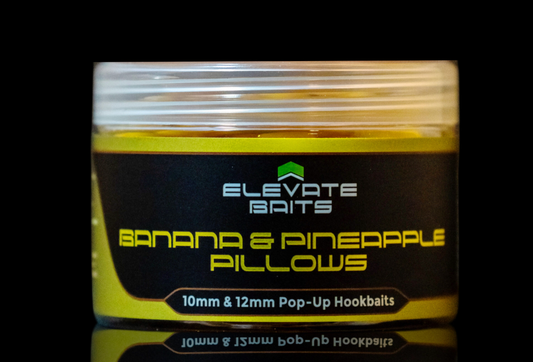 ELEVATE
BAITS
BANANA & PINEAPPLE
PILLOWS
10mm & 12mm Pop-Up Hookbaits